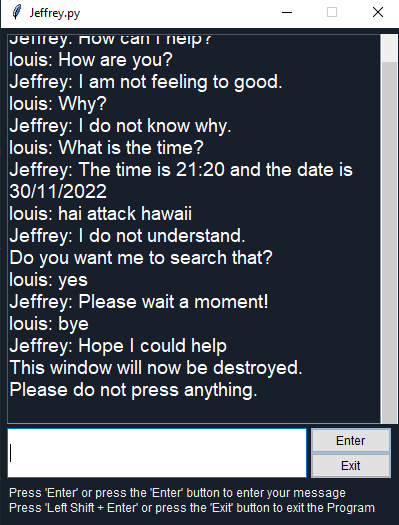 Jeffrey.py
Jeffrey: How can I help?
louis: How are you?
Jeffrey: I am not feeling to good.
louis: Why?
Jeffrey: I do not know why.
louis: What is the time?
Jeffrey: The time is 21:20 and the date is
30/11/2022
louis: hai attack hawaii
Jeffrey: I do not understand.
Do you want me to search that?
louis: yes
Jeffrey: Please wait a moment!
louis: bye
Jeffrey: Hope I could help
This window will now be destroyed.
Please do not press anything.
Enter
Exit
Press 'Enter' or press the 'Enter' button to enter your message
Press 'Left Shift + Enter' or press the 'Exit' button to exit the Program